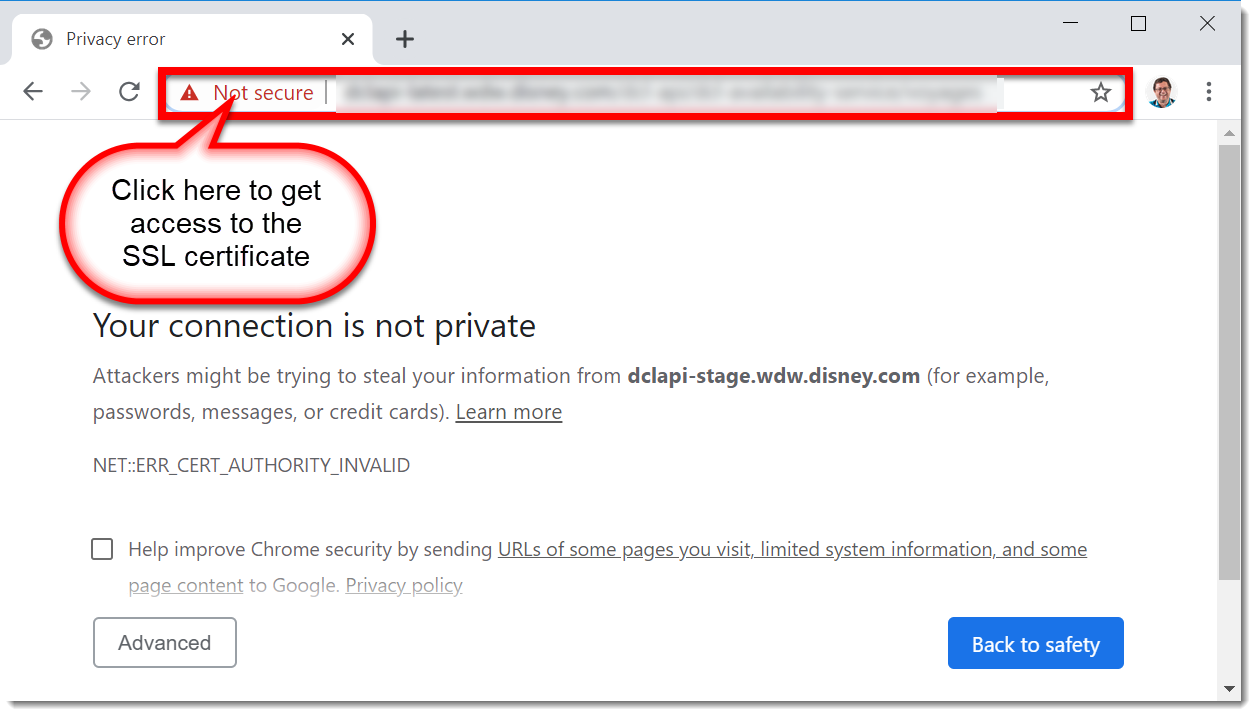 Privacy error
Not secure
Click here to get
access to the
SSL certificate
Your connection is not private
Attackers might be trying to steal your information from dclapi-stage.wdw.disney.com (for example,
passwords, messages, or credit cards). Learn more
NET::ERR_CERT_AUTHORITY_INVALID
Help improve Chrome security by sending URLs of some pages you visit, limited system information, and some
page content to Google. Privacy policy
Advanced
Back to safety